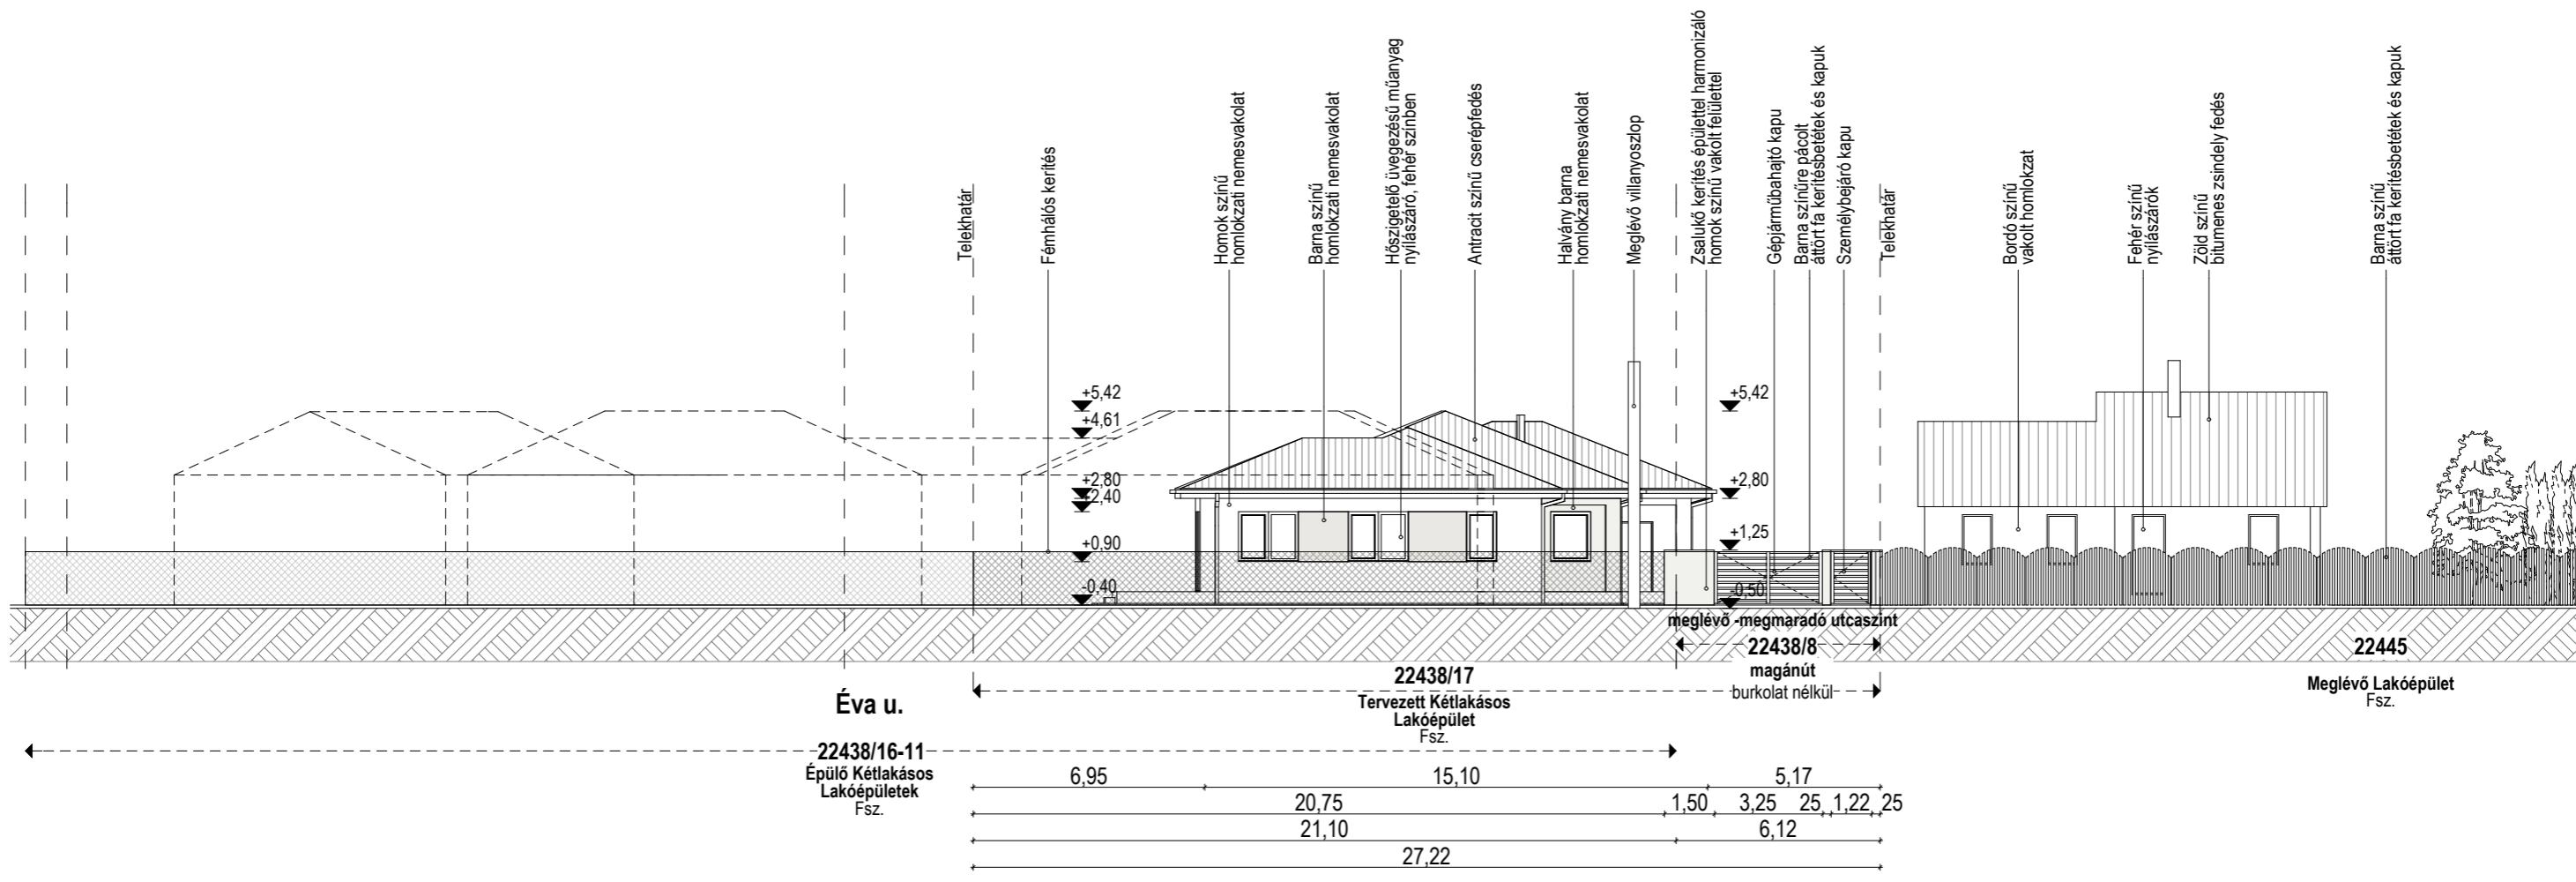 Telekhatár
Fémhálós kerítés
Homok színű
homlokzati nemesvakolat
Barna színű
homlokzati nemesvakolat
Hőszigetelő üvegezésű műanyag
nyílászáró, fehér színben
Antracit színű cserépfedés
Halvány barna
homlokzati nemesvakolat
Meglévő villanyoszlop
Zsalukő kerítés épülettel harmonizáló
homok színű vakolt felülettel
Gépjárműbahajtó kapu
Barna színűre pácolt
áttört fa kerítésbetétek és kapuk
Személybejáró kapu
Telekhatár
Bordó színű
vakolt homlokzat
Fehér színű
nyílászárók
Zöld színű
bitumenes zsindely fedés
Barna színű
áttört fa kerítésbetétek és kapuk
+5,42
+4,61
+2,80
+2,40
+0,90
-0,40
+5,42
+2,80
+1,25
-0,50
meglévő -megmaradó utcaszint
22438/8
magánút
burkolat nélkül
22438/17
Tervezett Kétlakásos
Lakóépület
Fsz.
22445
Meglévő Lakóépület
Fsz.
Éva u.
22438/16-11
Épülő Kétlakásos
Lakóépületek
Fsz.
6,95 15,10 5,17
20,75 1,50 3,25 25 1,22 25
21,10 6,12
27,22